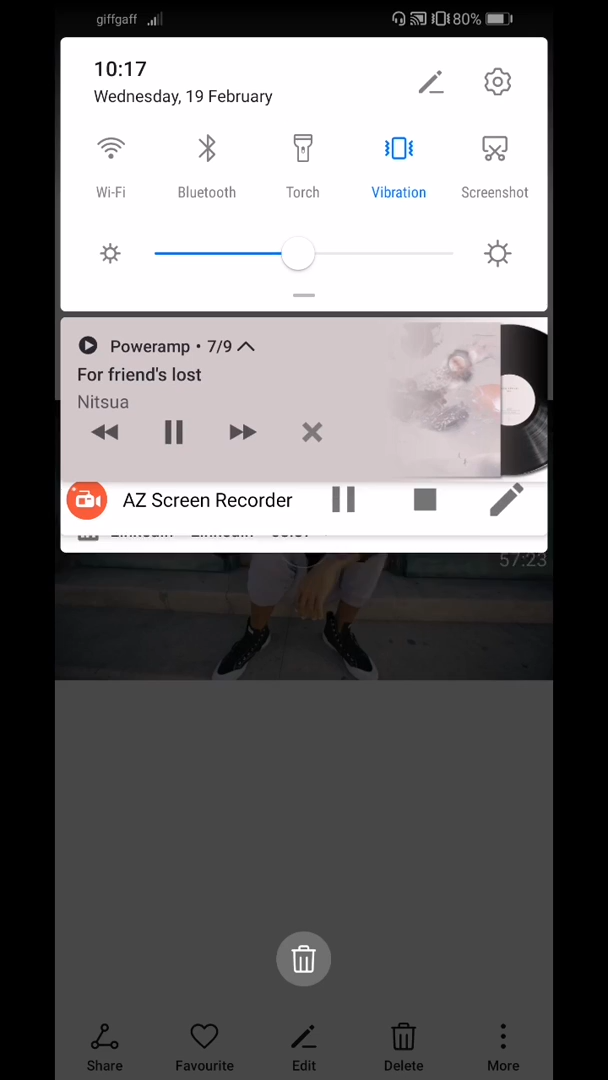 giffgaff 80%
10:17
Wednesday, 19 February
Wi-Fi Bluetooth Torch Vibration Screenshot
Poweramp • 7/9
For friend's lost
Nitsua
AZ Screen Recorder
57:23
Share Favourite Edit Delete More